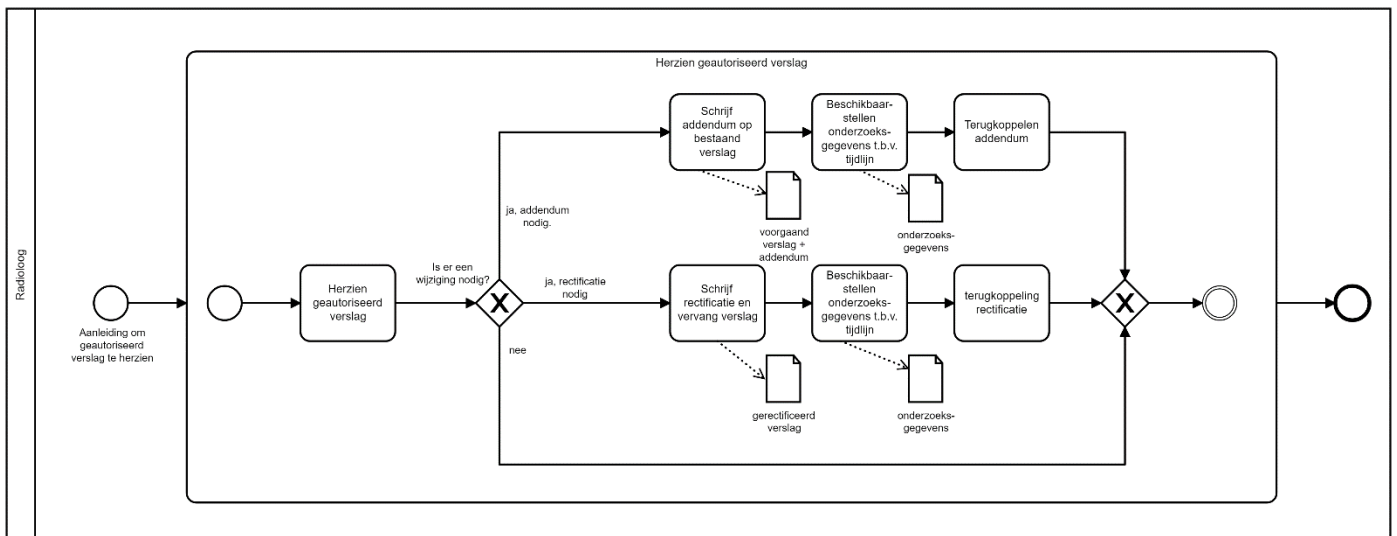 Radioloog
Aanleiding om
geautoriseerd
verslag te herzien
Herzien geautoriseerd verslag
Herzien
geautoriseerd
verslag
Is er een
wijziging nodig?
X
ja, addendum
nodig.
Schrijf
addendum op
bestaand
verslag
voorgaand
verslag +
addendum
Beschikbaar-
stellen
onderzoeks-
gegevens t.b.v.
tijdlijn
onderzoeks-
gegevens
Terugkoppelen
addendum
ja, rectificatie
nodig
Schrijf
rectificatie en
vervang verslag
gerectificeerd
verslag
Beschikbaar-
stellen
onderzoeks-
gegevens t.b.v.
tijdlijn
onderzoeks-
gegevens
terugkoppeling
rectificatie
nee
X